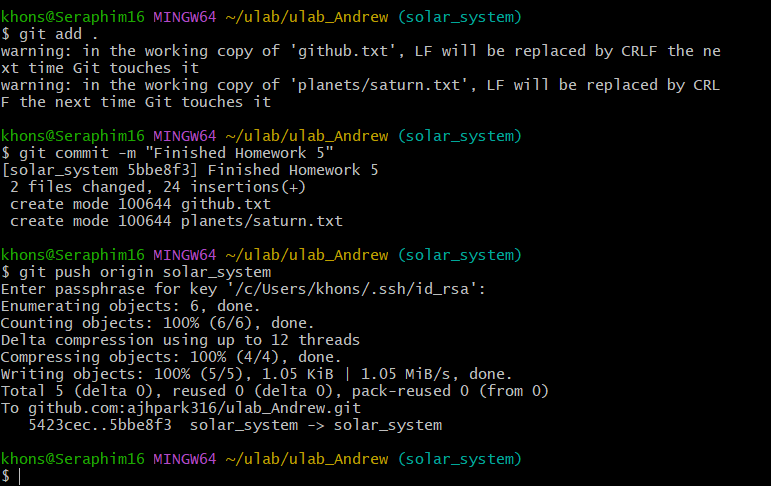 khons@Seraphim16 MINGW64 ~/ulab/ulab_Andrew (solar_system)
$ git add .
warning: in the working copy of 'github.txt', LF will be replaced by CRLF the ne
xt time Git touches it
warning: in the working copy of 'planets/saturn.txt', LF will be replaced by CRL
F the next time Git touches it
khons@Seraphim16 MINGW64 ~/ulab/ulab_Andrew (solar_system)
$ git commit -m "Finished Homework 5"
[solar_system 5bbe8f3] Finished Homework 5
 2 files changed, 24 insertions(+)
 create mode 100644 github.txt
 create mode 100644 planets/saturn.txt
khons@Seraphim16 MINGW64 ~/ulab/ulab_Andrew (solar_system)
$ git push origin solar_system
Enter passphrase for key '/c/Users/khons/.ssh/id_rsa':
Enumerating objects: 6, done.
Counting objects: 100% (6/6), done.
Delta compression using up to 12 threads
Compressing objects: 100% (4/4), done.
Writing objects: 100% (5/5), 1.05 KiB | 1.05 MiB/s, done.
Total 5 (delta 0), reused 0 (delta 0), pack-reused 0 (from 0)
To github.com:ajhpark316/ulab_Andrew.git
   5423cec..5bbe8f3  solar_system -> solar_system
khons@Seraphim16 MINGW64 ~/ulab/ulab_Andrew (solar_system)
$